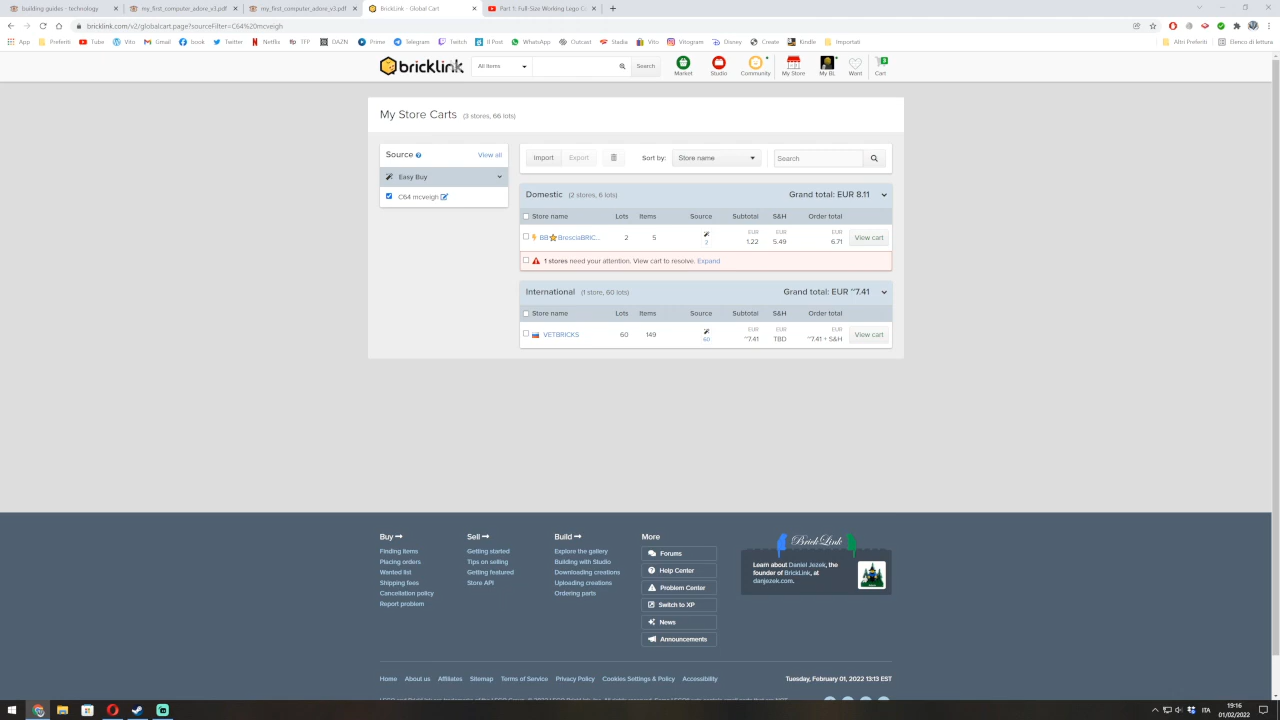 building guides - technology
my_first_computer_adore_v3.pdf
my_first_computer_adore_v3.pdf
BrickLink - Global Cart
Part 1: Full-Size Working Lego C
bricklink.com/v2/globalcart.page?sourceFilter=C64%20mcveigh
App
Preferiti
Tube
Vito
Gmail
book
Twitter
Netflix
TFP
DAZN
Prime
Telegram
Twitch
Il Post
WhatsApp
Outcast
Stadia
Vito
Vitogram
Disney
Create
Kindle
Importati
Altri Preferiti
Elenco di lettura
bricklink
All Items
Search
Market
Studio
Community
My Store
My BL
Want
Cart
My Store Carts (3 stores, 66 lots)
Source
View all
Easy Buy
C64 mcveigh
Import
Export
Sort by:
Store name
Search
Domestic (2 stores, 6 lots)
Grand total: EUR 8.11
Store name Lots Items Source Subtotal S&H Order total
BB BresciaBRIC... 2 5 2 EUR 1.22 EUR 5.49 EUR 6.71 View cart
1 stores need your attention. View cart to resolve. Expand
International (1 store, 60 lots)
Grand total: EUR ~7.41
Store name Lots Items Source Subtotal S&H Order total
VETBRICKS 60 149 60 EUR ~7.41 EUR TBD EUR ~7.41 + S&H View cart
Buy
Finding items
Placing orders
Wanted list
Shipping fees
Cancellation policy
Report problem
Sell
Getting started
Tips on selling
Getting featured
Store API
Build
Explore the gallery
Building with Studio
Downloading creations
Uploading creations
Ordering parts
More
Forums
Help Center
Problem Center
Switch to XP
News
Announcements
BrickLink
Learn about Daniel Jezek, the
founder of BrickLink, at
danjezek.com.
Home
About us
Affiliates
Sitemap
Terms of Service
Privacy Policy
Cookies Settings & Policy
Accessibility
Tuesday, February 01, 2022 13:13 EST
ITA
19:16
01/02/2022